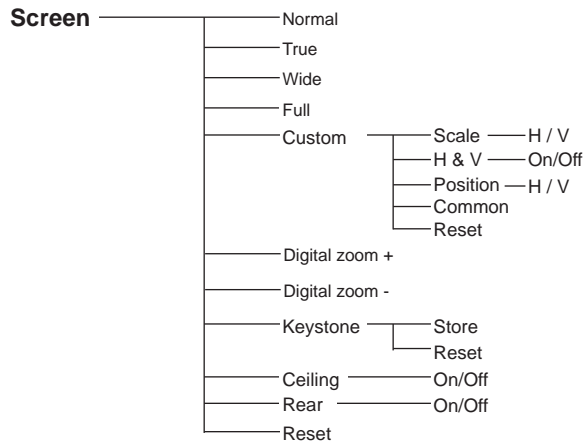 Screen Normal
True
Wide
Full
Custom Scale H / V
H & V On/Off
Position H / V
Common
Reset
Digital zoom +
Digital zoom -
Keystone Store
Reset
Ceiling On/Off
Rear On/Off
Reset